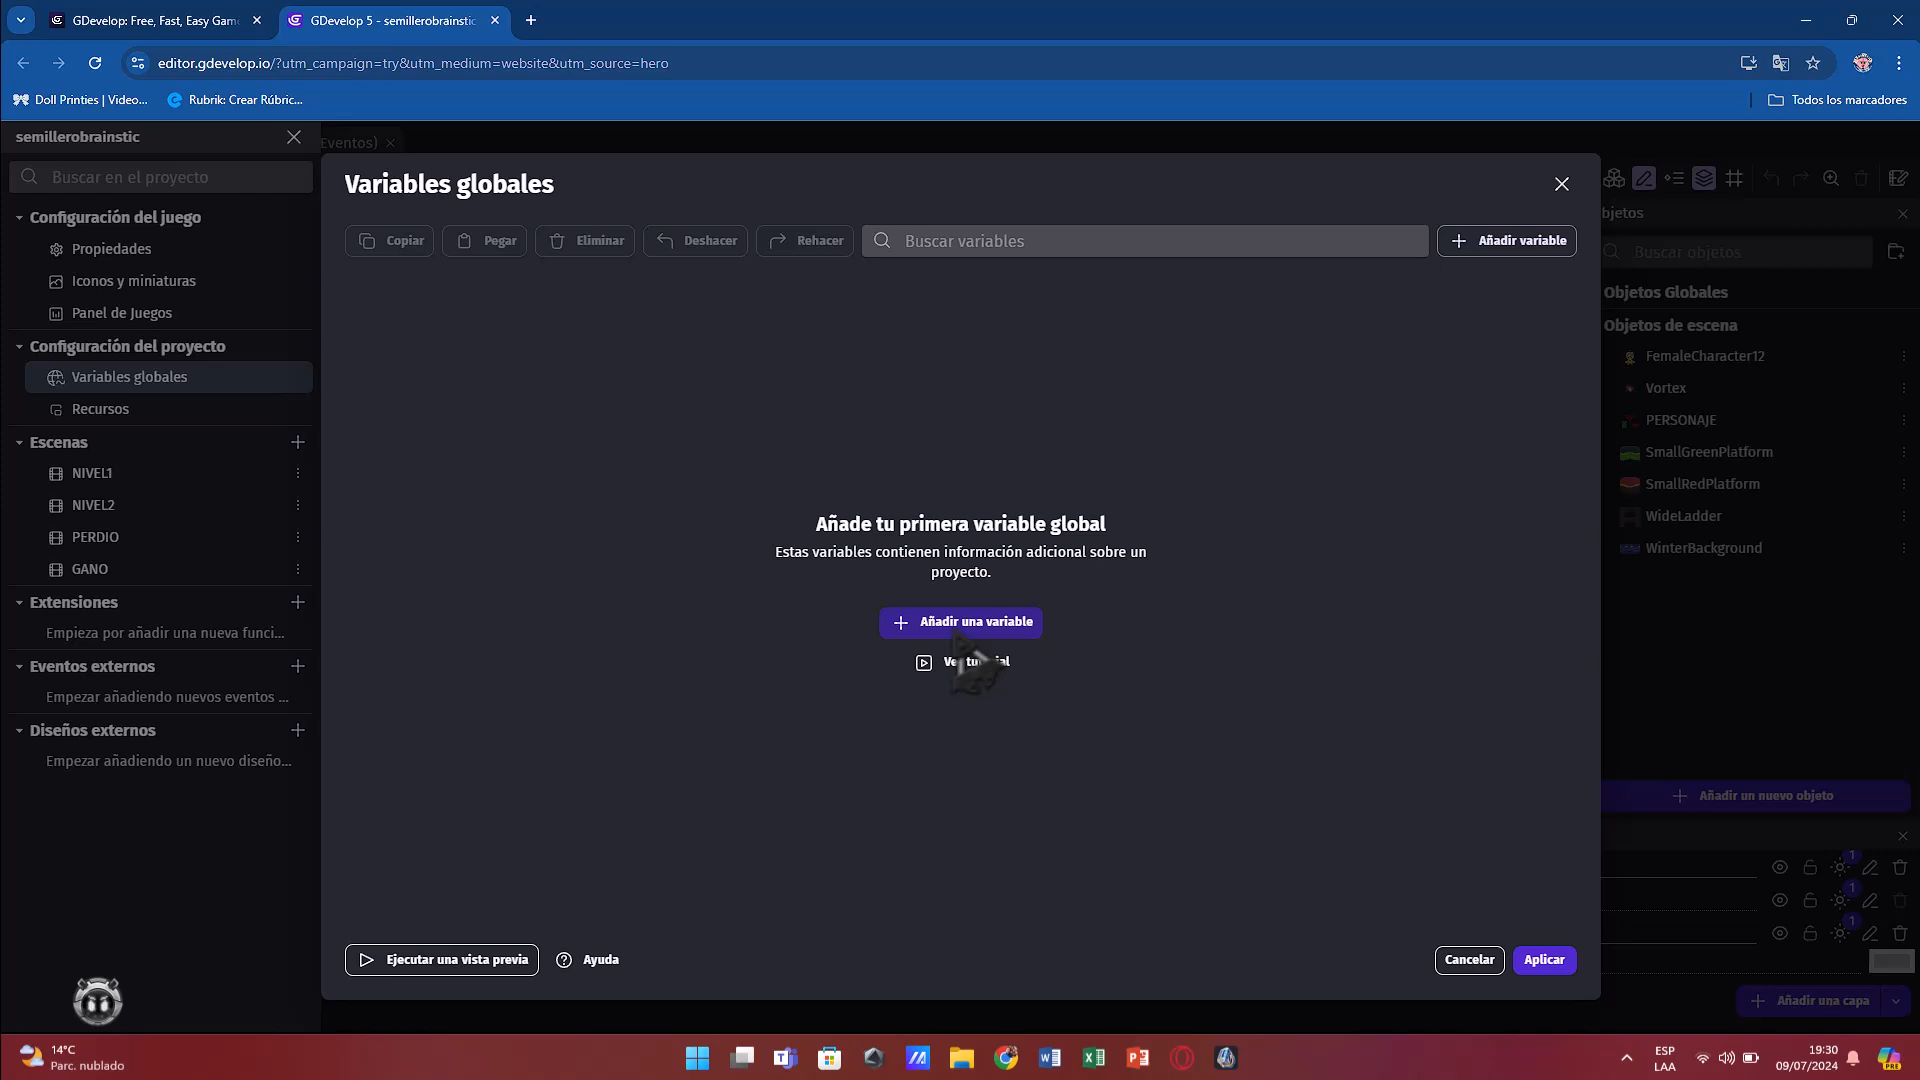 GDevelop: Free, Fast, Easy Gam
GDevelop 5 - semillerobrainstic
editor.gdevelop.io/?utm_campaign=try&utm_medium=website&utm_source=hero
Doll Printies | Video...
Rubrik: Crear Rúbric...
Todos los marcadores
semillerobrainstic
Eventos)
Buscar en el proyecto
Configuración del juego
Propiedades
Iconos y miniaturas
Panel de Juegos
Configuración del proyecto
Variables globales
Recursos
Escenas
NIVEL1
NIVEL2
PERDIO
GANO
Extensiones
Empieza por añadir una nueva funci...
Eventos externos
Empezar añadiendo nuevos eventos ...
Diseños externos
Empezar añadiendo un nuevo diseño...
Variables globales
Copiar
Pegar
Eliminar
Deshacer
Rehacer
Buscar variables
Añadir variable
Añade tu primera variable global
Estas variables contienen información adicional sobre un
proyecto.
Añadir una variable
Ejecutar una vista previa
Ayuda
Cancelar
Aplicar
bjetos
Buscar objetos
Objetos Globales
Objetos de escena
FemaleCharacter12
Vortex
PERSONAJE
SmallGreenPlatform
SmallRedPlatform
WideLadder
WinterBackground
Añadir un nuevo objeto
1
1
1
Añadir una capa
14°C
Parc. nublado
ESP
LAA
19:30
09/07/2024